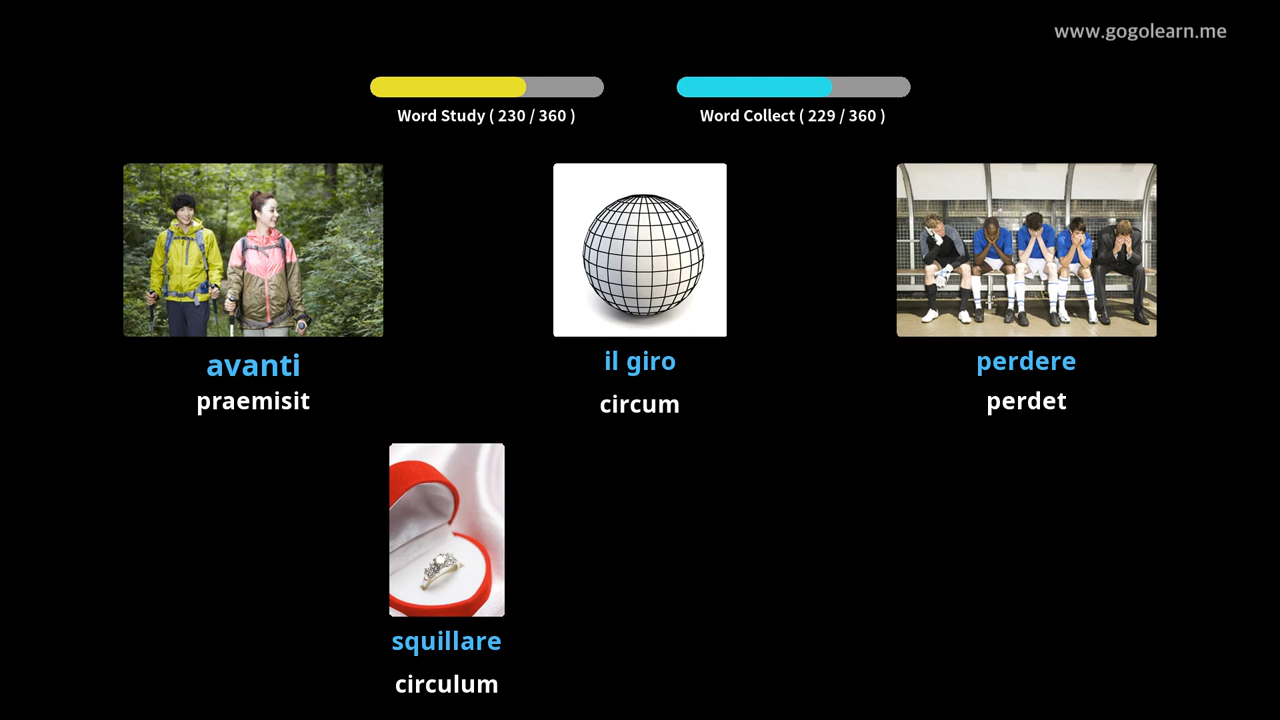 www.gogolearn.me
Word Study ( 230 / 360 )
Word Collect ( 229 / 360 )
avanti
praemisit
il giro
circum
perdere
perdet
squillare
circulum